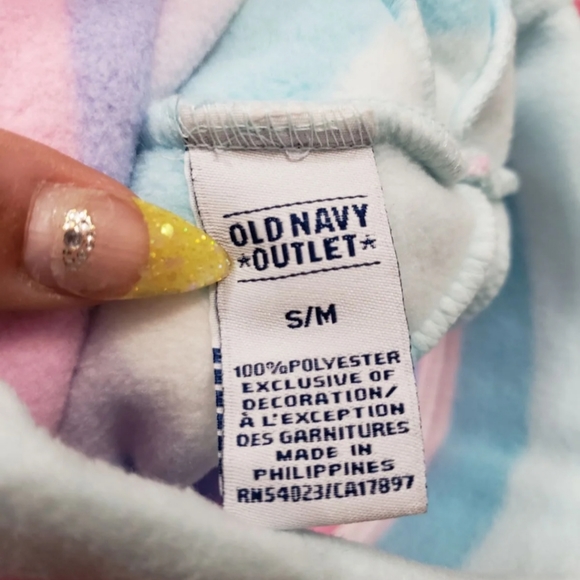 OLD NAVY
*OUTLET*
S/M
100%POLYESTER
EXCLUSIVE OF
DECORATION/
À L'EXCEPTION
DES GARNITURES
MADE IN
PHILIPPINES
RN54023/CA17897